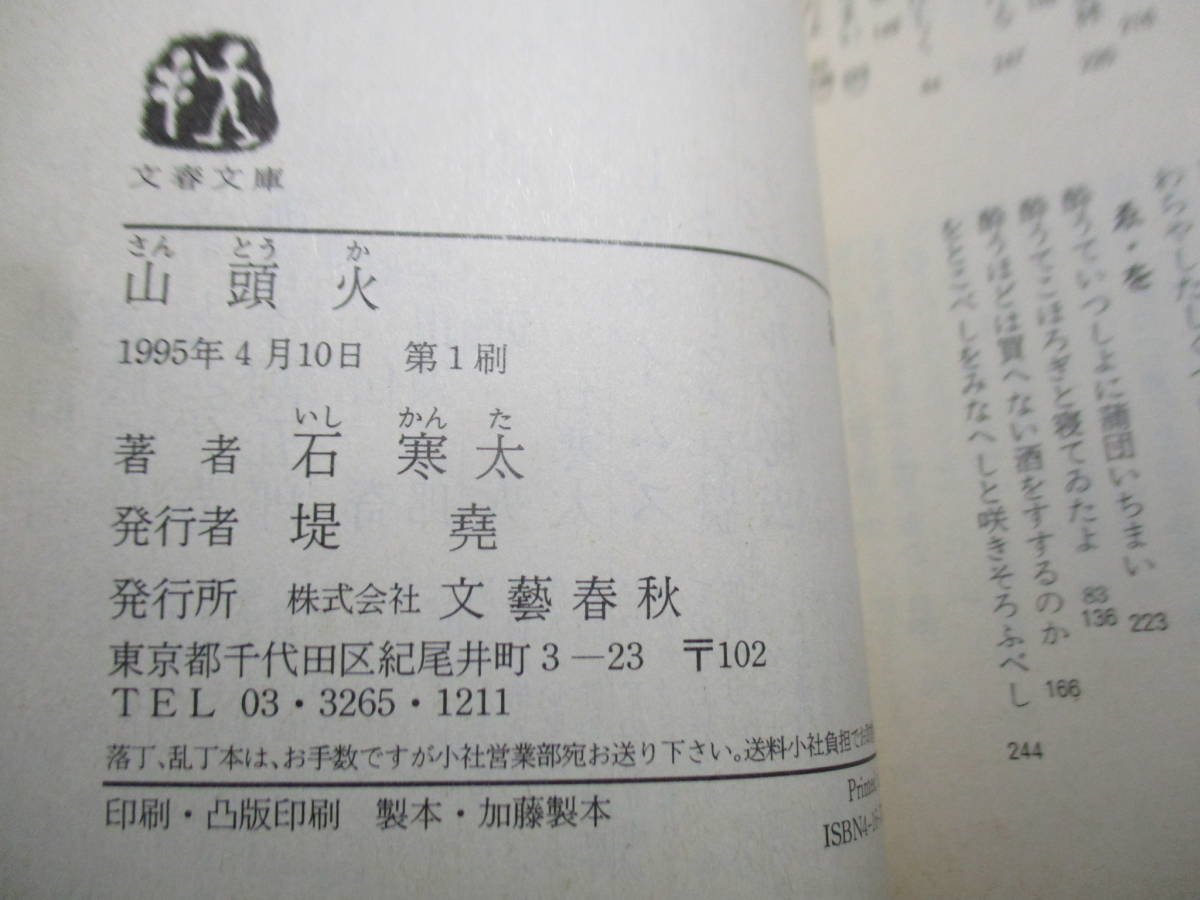 文春文庫
さん とう か
山頭火
1995年4月10日 第1刷
いし かん た
著者 石寒太
発行者 堤堯
発行所 株式会社 文藝春秋
東京都千代田区紀尾井町3―23 〒102
TEL 03・3265・1211
落丁、乱丁本は、お手数ですが小社営業部宛お送り下さい。送料小社負担でお
印刷・凸版印刷 製本・加藤製本
Printed
ISBN4-16-
216
ゑ・を
酔うていつしよに蒲団いちまい 223
酔うてこほろぎと寝てゐたよ 83 136
酔うほどは買へない酒をすするのか 166
をとこべしをみなへしと咲きそろふべし 244